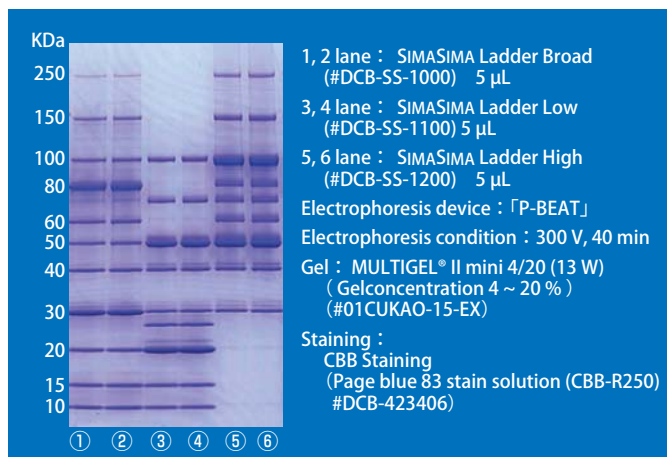 KDa
250
150
100
80
60
50
40
30
20
15
10
① ② ③ ④ ⑤ ⑥
1, 2 lane： SIMASIMA Ladder Broad
(#DCB-SS-1000) 5 μL
3, 4 lane： SIMASIMA Ladder Low
(#DCB-SS-1100) 5 μL
5, 6 lane： SIMASIMA Ladder High
(#DCB-SS-1200) 5 μL
Electrophoresis device：「P-BEAT」
Electrophoresis condition：300 V, 40 min
Gel： MULTIGEL® II mini 4/20 (13 W)
（Gelconcentration 4 ~ 20 %）
(#01CUKAO-15-EX）
Staining：
CBB Staining
（Page blue 83 stain solution (CBB-R250)
#DCB-423406）